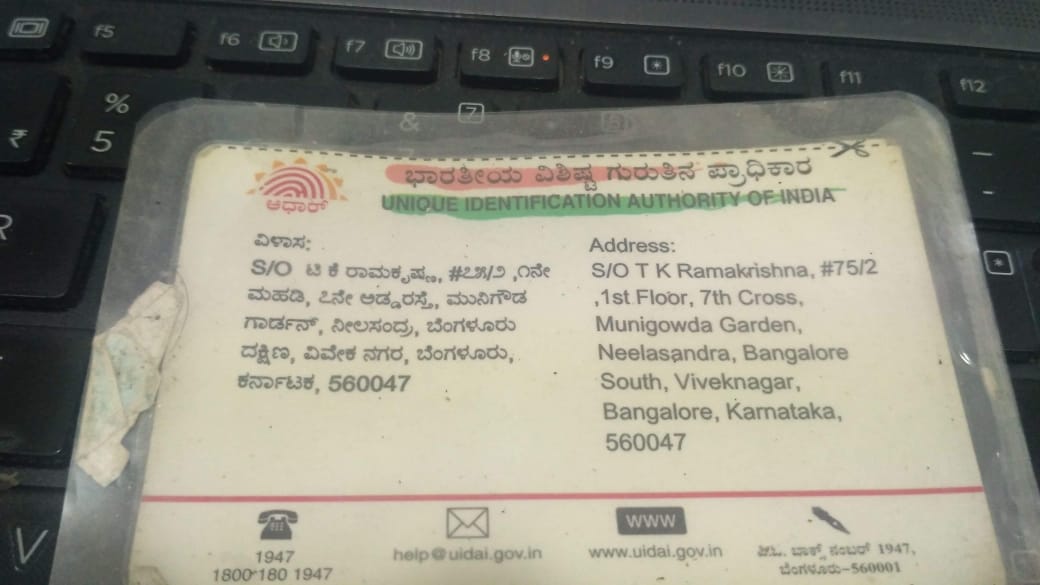 f5
f6
f7
f8
f9
f10
f11
f12
%
5
₹
&
7
R
V
ಆಧಾರ್
ಭಾರತೀಯ ವಿಶಿಷ್ಟ ಗುರುತಿನ ಪ್ರಾಧಿಕಾರ
UNIQUE IDENTIFICATION AUTHORITY OF INDIA
ವಿಳಾಸ:
S/O ಟಿ ಕೆ ರಾಮಕೃಷ್ಣ, #೭೫/೨ ,೧ನೇ
ಮಹಡಿ, ೭ನೇ ಅಡ್ಡರಸ್ತೆ, ಮುನಿಗೌಡ
ಗಾರ್ಡನ್, ನೀಲಸಂದ್ರ, ಬೆಂಗಳೂರು
ದಕ್ಷಿಣ, ವಿವೇಕ ನಗರ, ಬೆಂಗಳೂರು,
ಕರ್ನಾಟಕ, 560047
Address:
S/O T K Ramakrishna, #75/2
,1st Floor, 7th Cross,
Munigowda Garden,
Neelasandra, Bangalore
South, Viveknagar,
Bangalore, Karnataka,
560047
1947
1800 180 1947
help@uidai.gov.in
WWW
www.uidai.gov.in
ಪಿ.ಓ. ಬಾಕ್ಸ್ ನಂಬರ್ 1947,
ಬೆಂಗಳೂರು-560001